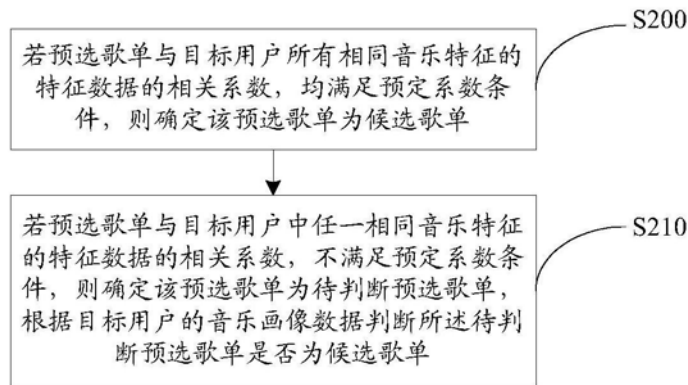 S200
若预选歌单与目标用户所有相同音乐特征的
特征数据的相关系数，均满足预定系数条
件，则确定该预选歌单为候选歌单
S210
若预选歌单与目标用户中任一相同音乐特征
的特征数据的相关系数，不满足预定系数条
件，则确定该预选歌单为待判断预选歌单，
根据目标用户的音乐画像数据判断所述待判
断预选歌单是否为候选歌单